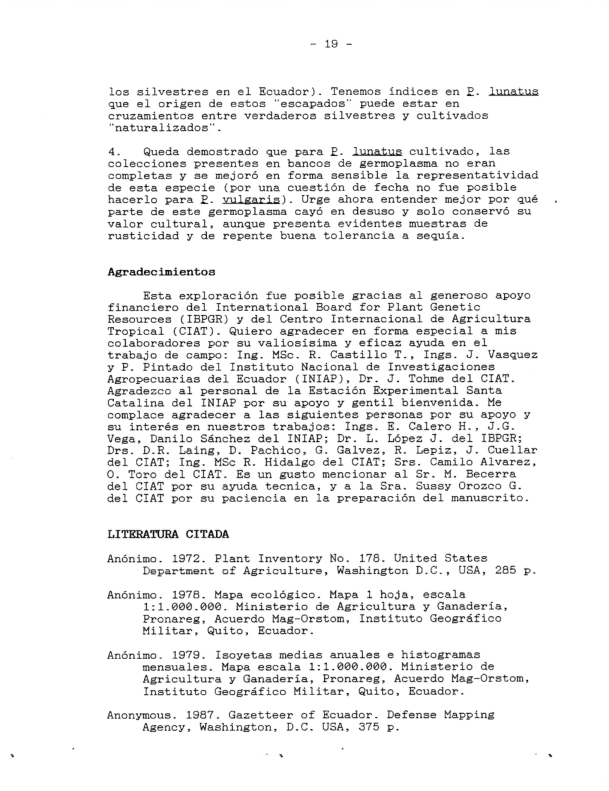 - 19 -
los silvestres en el Ecuador). Tenemos índices en P. lunatus
que el origen de estos "escapados" puede estar en
cruzamientos entre verdaderos silvestres y cultivados
"naturalizados".
4. Queda demostrado que para P. lunatus cultivado, las
colecciones presentes en bancos de germoplasma no eran
completas y se mejoró en forma sensible la representatividad
de esta especie (por una cuestión de fecha no fue posible
hacerlo para P. vulgaris). Urge ahora entender mejor por qué
parte de este germoplasma cayó en desuso y solo conservó su
valor cultural, aunque presenta evidentes muestras de
rusticidad y de repente buena tolerancia a sequía.
Agradecimientos
Esta exploración fue posible gracias al generoso apoyo
financiero del International Board for Plant Genetic
Resources (IBPGR) y del Centro Internacional de Agricultura
Tropical (CIAT). Quiero agradecer en forma especial a mis
colaboradores por su valiosísima y eficaz ayuda en el
trabajo de campo: Ing. MSc. R. Castillo T., Ings. J. Vasquez
y P. Pintado del Instituto Nacional de Investigaciones
Agropecuarias del Ecuador (INIAP), Dr. J. Tohme del CIAT.
Agradezco al personal de la Estación Experimental Santa
Catalina del INIAP por su apoyo y gentil bienvenida. Me
complace agradecer a las siguientes personas por su apoyo y
su interés en nuestros trabajos: Ings. E. Calero H., J.G.
Vega, Danilo Sánchez del INIAP; Dr. L. López J. del IBPGR;
Drs. D.R. Laing, D. Pachico, G. Galvez, R. Lepiz, J. Cuellar
del CIAT; Ing. MSc R. Hidalgo del CIAT; Srs. Camilo Alvarez,
O. Toro del CIAT. Es un gusto mencionar al Sr. M. Becerra
del CIAT por su ayuda tecnica, y a la Sra. Sussy Orozco G.
del CIAT por su paciencia en la preparación del manuscrito.
LITERATURA CITADA
Anónimo. 1972. Plant Inventory No. 178. United States
Department of Agriculture, Washington D.C., USA, 285 p.
Anónimo. 1978. Mapa ecológico. Mapa 1 hoja, escala
1:1.000.000. Ministerio de Agricultura y Ganadería,
Pronareg, Acuerdo Mag-Orstom, Instituto Geográfico
Militar, Quito, Ecuador.
Anónimo. 1979. Isoyetas medias anuales e histogramas
mensuales. Mapa escala 1:1.000.000. Ministerio de
Agricultura y Ganadería, Pronareg, Acuerdo Mag-Orstom,
Instituto Geográfico Militar, Quito, Ecuador.
Anonymous. 1987. Gazetteer of Ecuador. Defense Mapping
Agency, Washington, D.C. USA, 375 p.